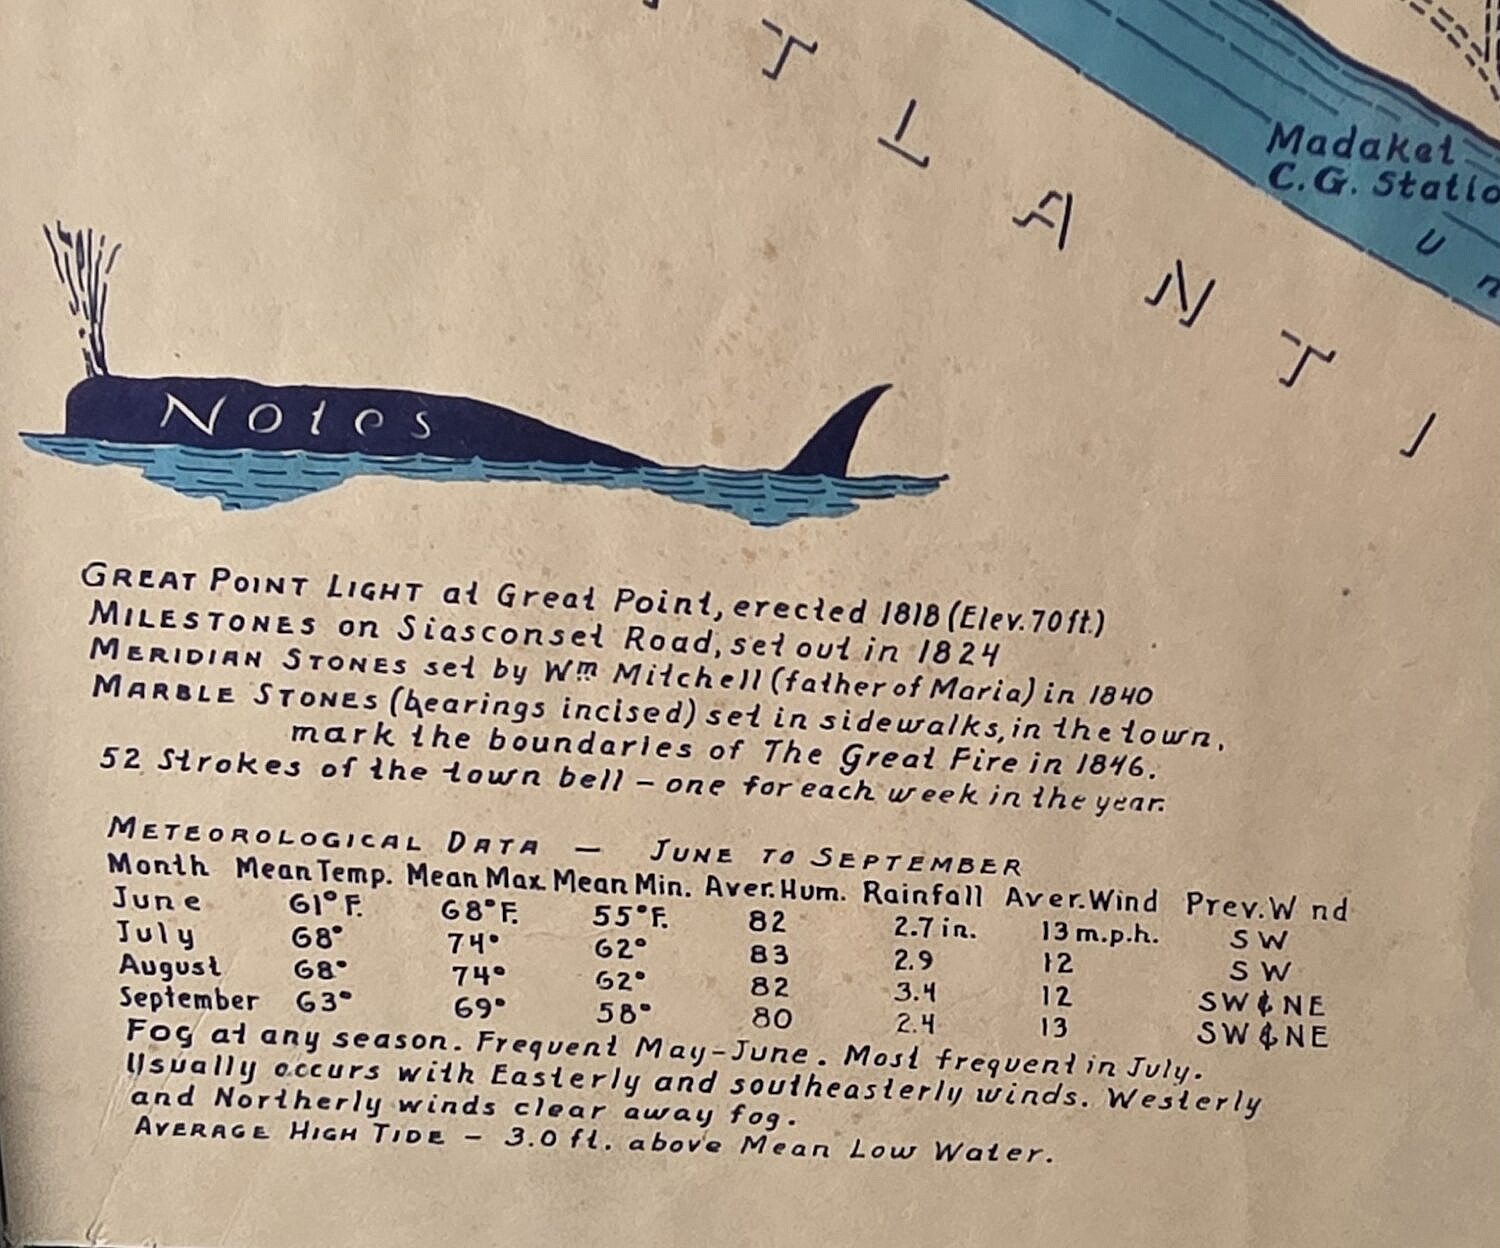 T L A N T I
Madaket
C.G. Statio
U n
Notes
GREAT POINT LIGHT at Great Point, erected 1818 (Elev. 70 ft.)
MILESTONES on Siasconset Road, set out in 1824
MERIDIAN STONES set by Wm Mitchell (father of Maria) in 1840
MARBLE STONES (bearings incised) set in sidewalks, in the town,
mark the boundaries of The Great Fire in 1846.
52 Strokes of the town bell – one for each week in the year.
METEOROLOGICAL DATA — JUNE TO SEPTEMBER
Month Mean Temp. Mean Max Mean Min. Aver. Hum. Rainfall Aver. Wind Prev. W nd
June 61° F. 68° F. 55° F. 82 2.7 in. 13 m.p.h. SW
July 68° 74° 62° 83 2.9 12 SW
August 68° 74° 62° 82 3.4 12 SW & NE
September 63° 69° 58° 80 2.4 13 SW & NE
Fog at any season. Frequent May–June. Most frequent in July.
Usually occurs with Easterly and southeasterly winds. Westerly
and Northerly winds clear away fog.
AVERAGE HIGH TIDE – 3.0 ft. above Mean Low Water.